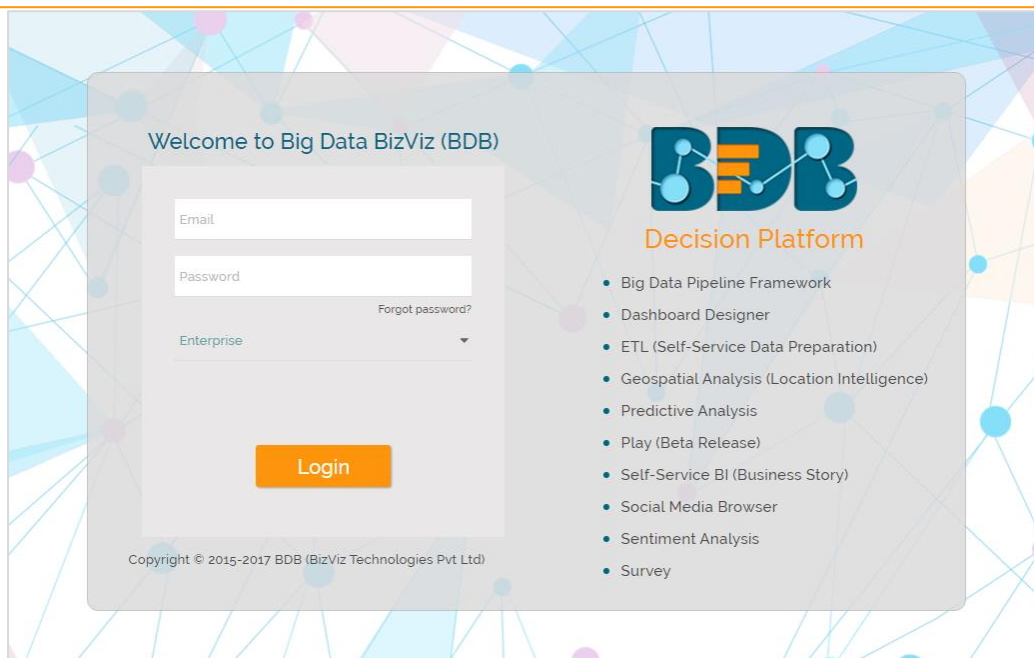 Welcome to Big Data BizViz (BDB)
Email
Password
Forgot password?
Enterprise
Login
Copyright © 2015-2017 BDB (BizViz Technologies Pvt Ltd)
BDB
Decision Platform
Big Data Pipeline Framework
Dashboard Designer
ETL (Self-Service Data Preparation)
Geospatial Analysis (Location Intelligence)
Predictive Analysis
Play (Beta Release)
Self-Service BI (Business Story)
Social Media Browser
Sentiment Analysis
Survey